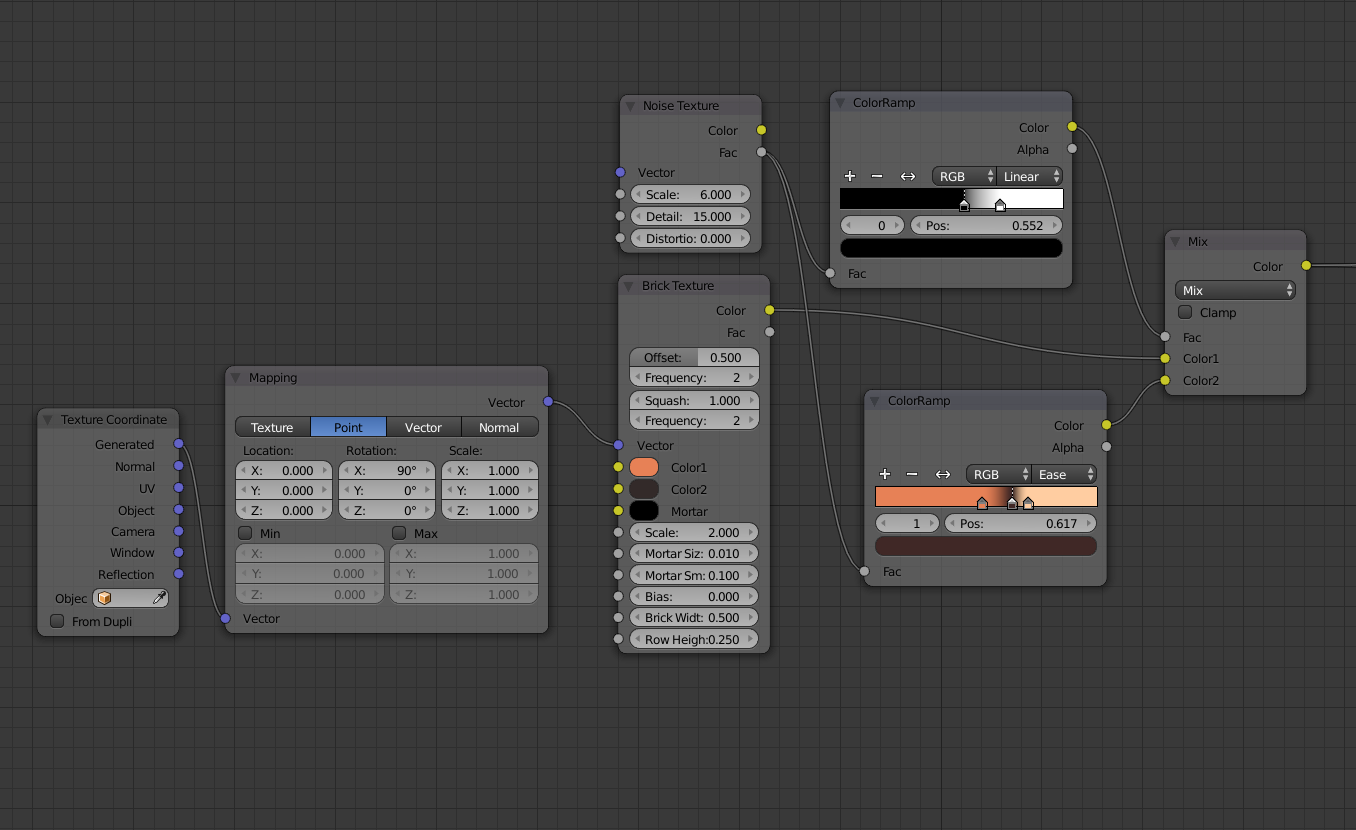 Texture Coordinate
Generated
Normal
UV
Object
Camera
Window
Reflection
Objec
From Dupli
Mapping
Vector
Texture Point Vector Normal
Location: Rotation: Scale:
X: 0.000 X: 90° X: 1.000
Y: 0.000 Y: 0° Y: 1.000
Z: 0.000 Z: 0° Z: 1.000
Min Max
X: 0.000 X: 1.000
Y: 0.000 Y: 1.000
Z: 0.000 Z: 1.000
Vector
Noise Texture
Color
Fac
Vector
Scale: 6.000
Detail: 15.000
Distortio: 0.000
Brick Texture
Color
Fac
Offset: 0.500
Frequency: 2
Squash: 1.000
Frequency: 2
Vector
Color1
Color2
Mortar
Scale: 2.000
Mortar Siz: 0.010
Mortar Sm: 0.100
Bias: 0.000
Brick Widt: 0.500
Row Heigh:0.250
ColorRamp
Color
Alpha
RGB Linear
0 Pos: 0.552
Fac
ColorRamp
Color
Alpha
RGB Ease
1 Pos: 0.617
Fac
Mix
Color
Mix
Clamp
Fac
Color1
Color2